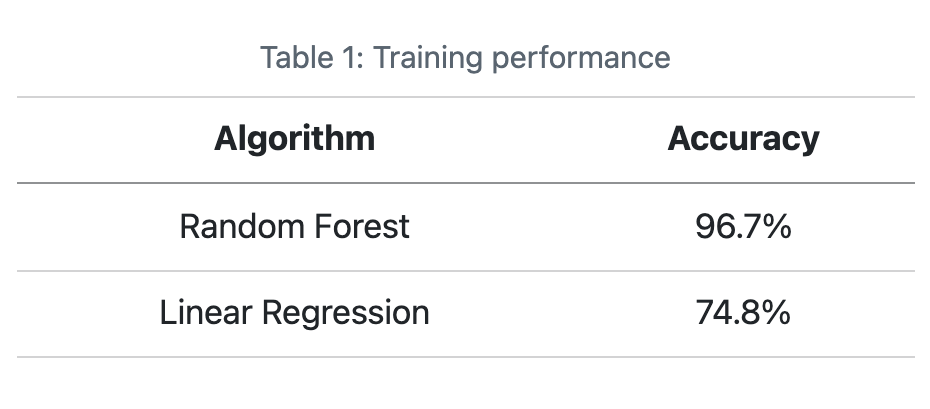 Table 1: Training performance
Algorithm Accuracy
Random Forest 96.7%
Linear Regression 74.8%